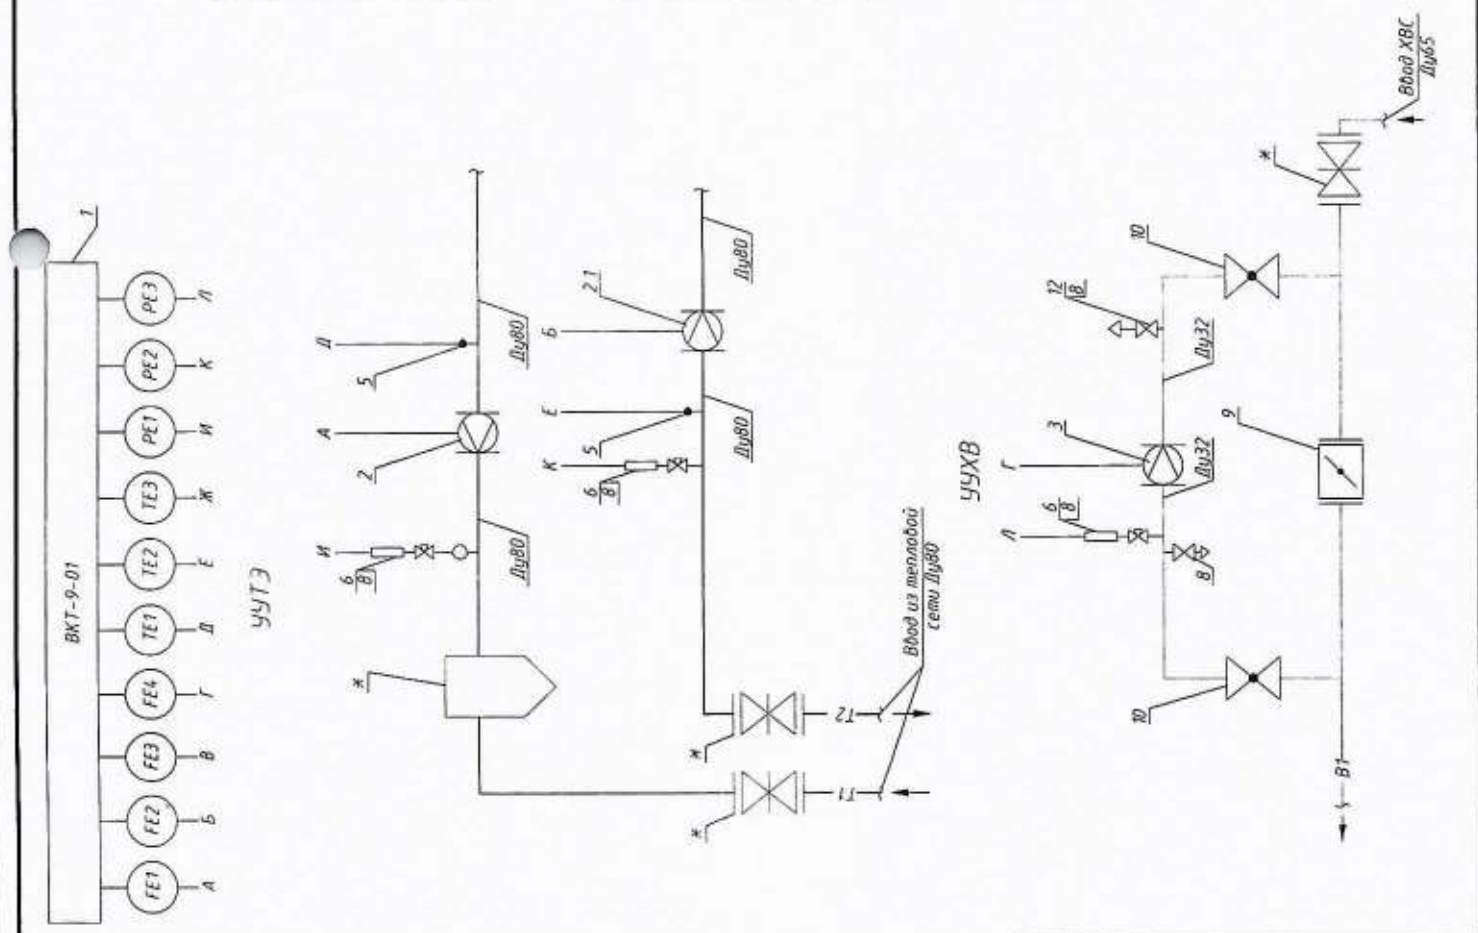 ВКТ-9-01
1
FE1 FE2 FE3 FE4 TE1 TE2 TE3 PE1 PE2 PE3
А Б В Г Д Е Ж И К Л
УУТЭ
И А Д
6
8
2
5
ж
Ду80
Ду80
К Е Б
6
8
5
2.1
Ду80
Ду80
ж
ж
Т1
Т2
Ввод из тепловой
сети Ду80
УУХВ
Л Г
6
8
3
12
8
10
10
8
Ду32
Ду32
9
ж
В1
Ввод ХВС
Ду65